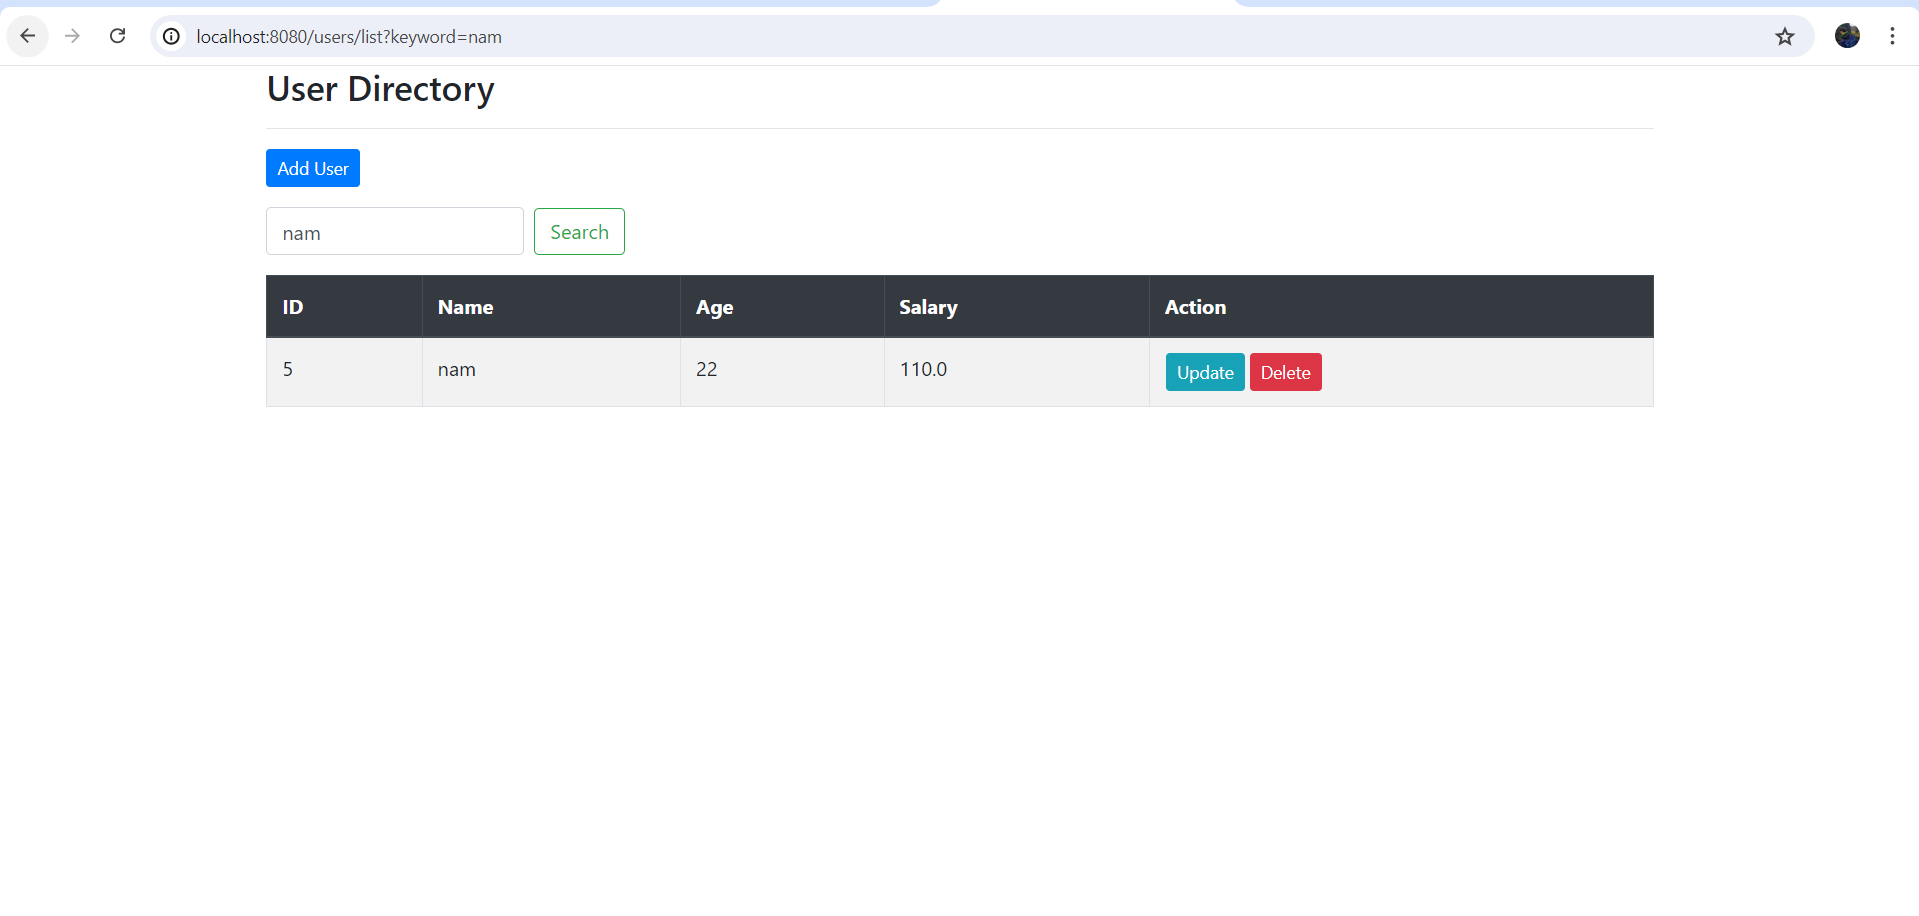 localhost:8080/users/list?keyword=nam
User Directory
Add User
nam Search
ID Name Age Salary Action
5 nam 22 110.0 Update Delete